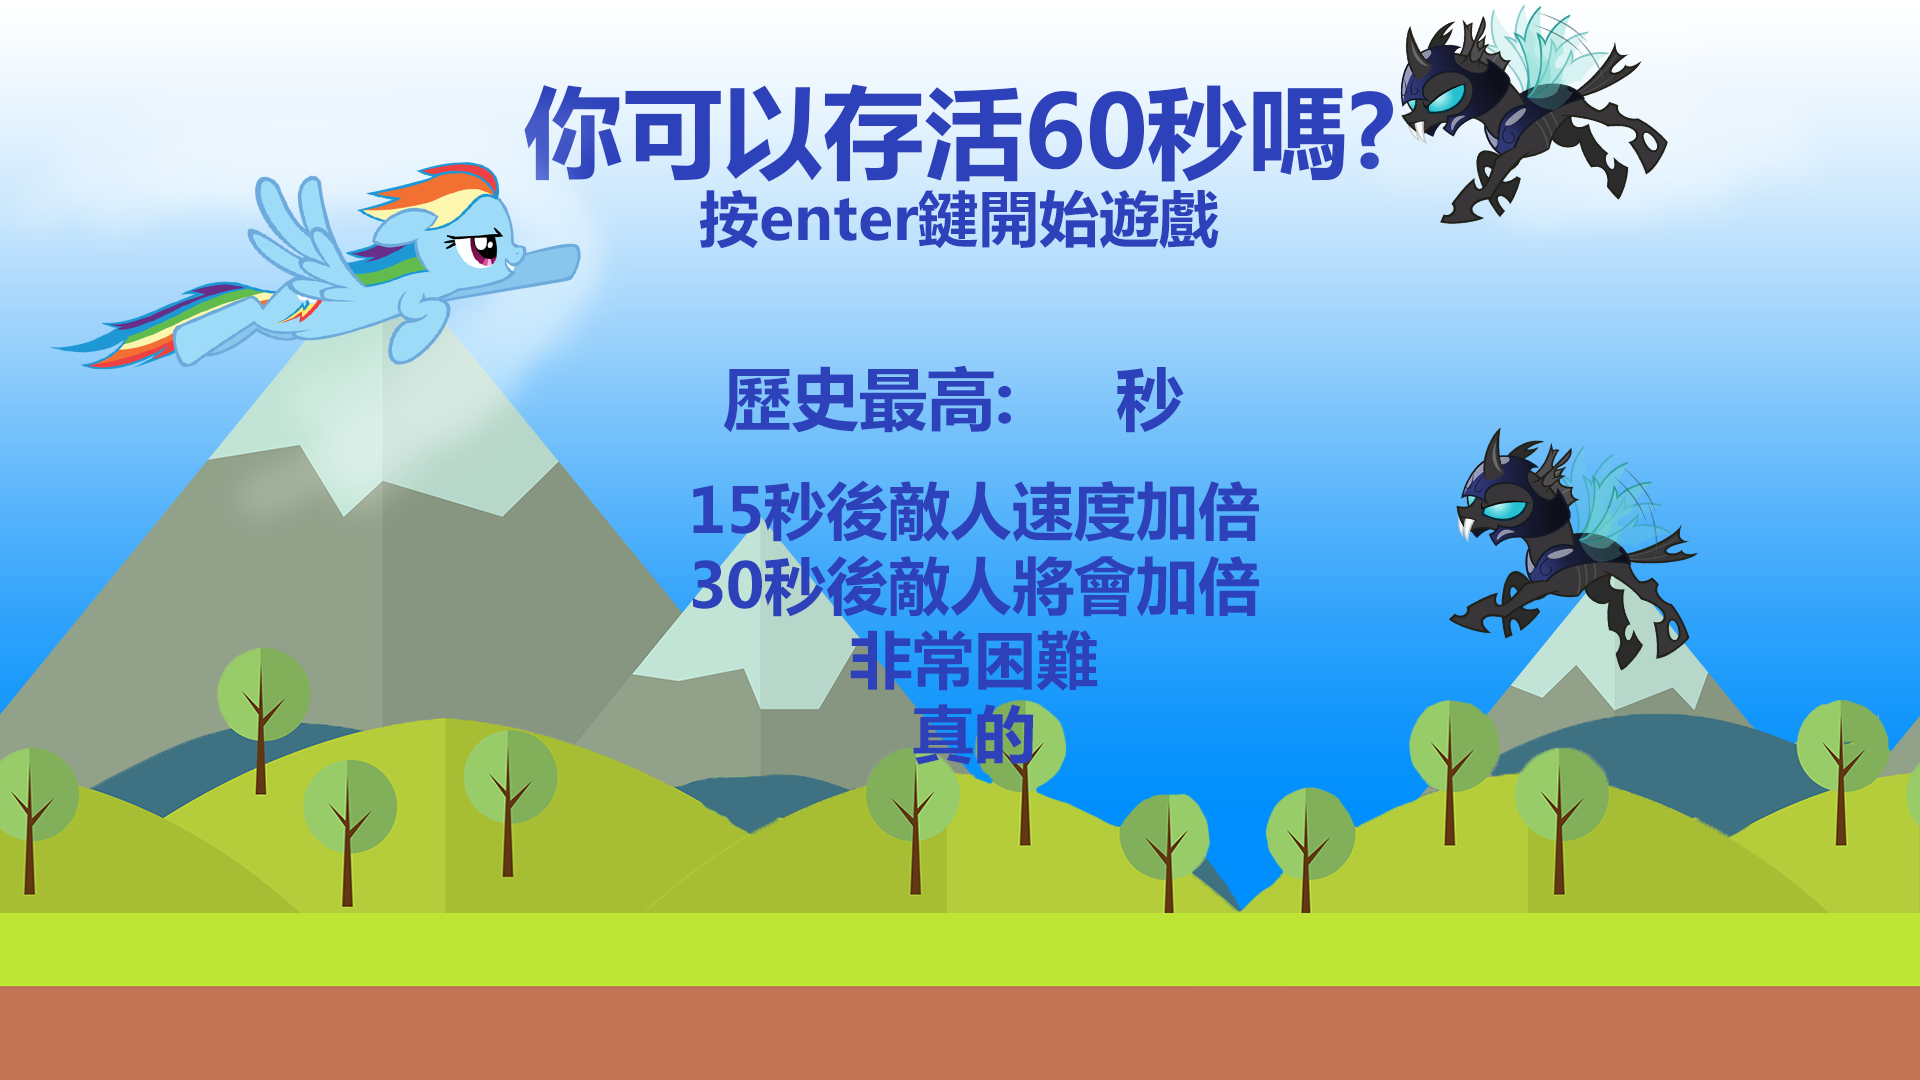 你可以存活60秒嗎?
按enter鍵開始遊戲
歷史最高: 秒
15秒後敵人速度加倍
30秒後敵人將會加倍
非常困難
真的